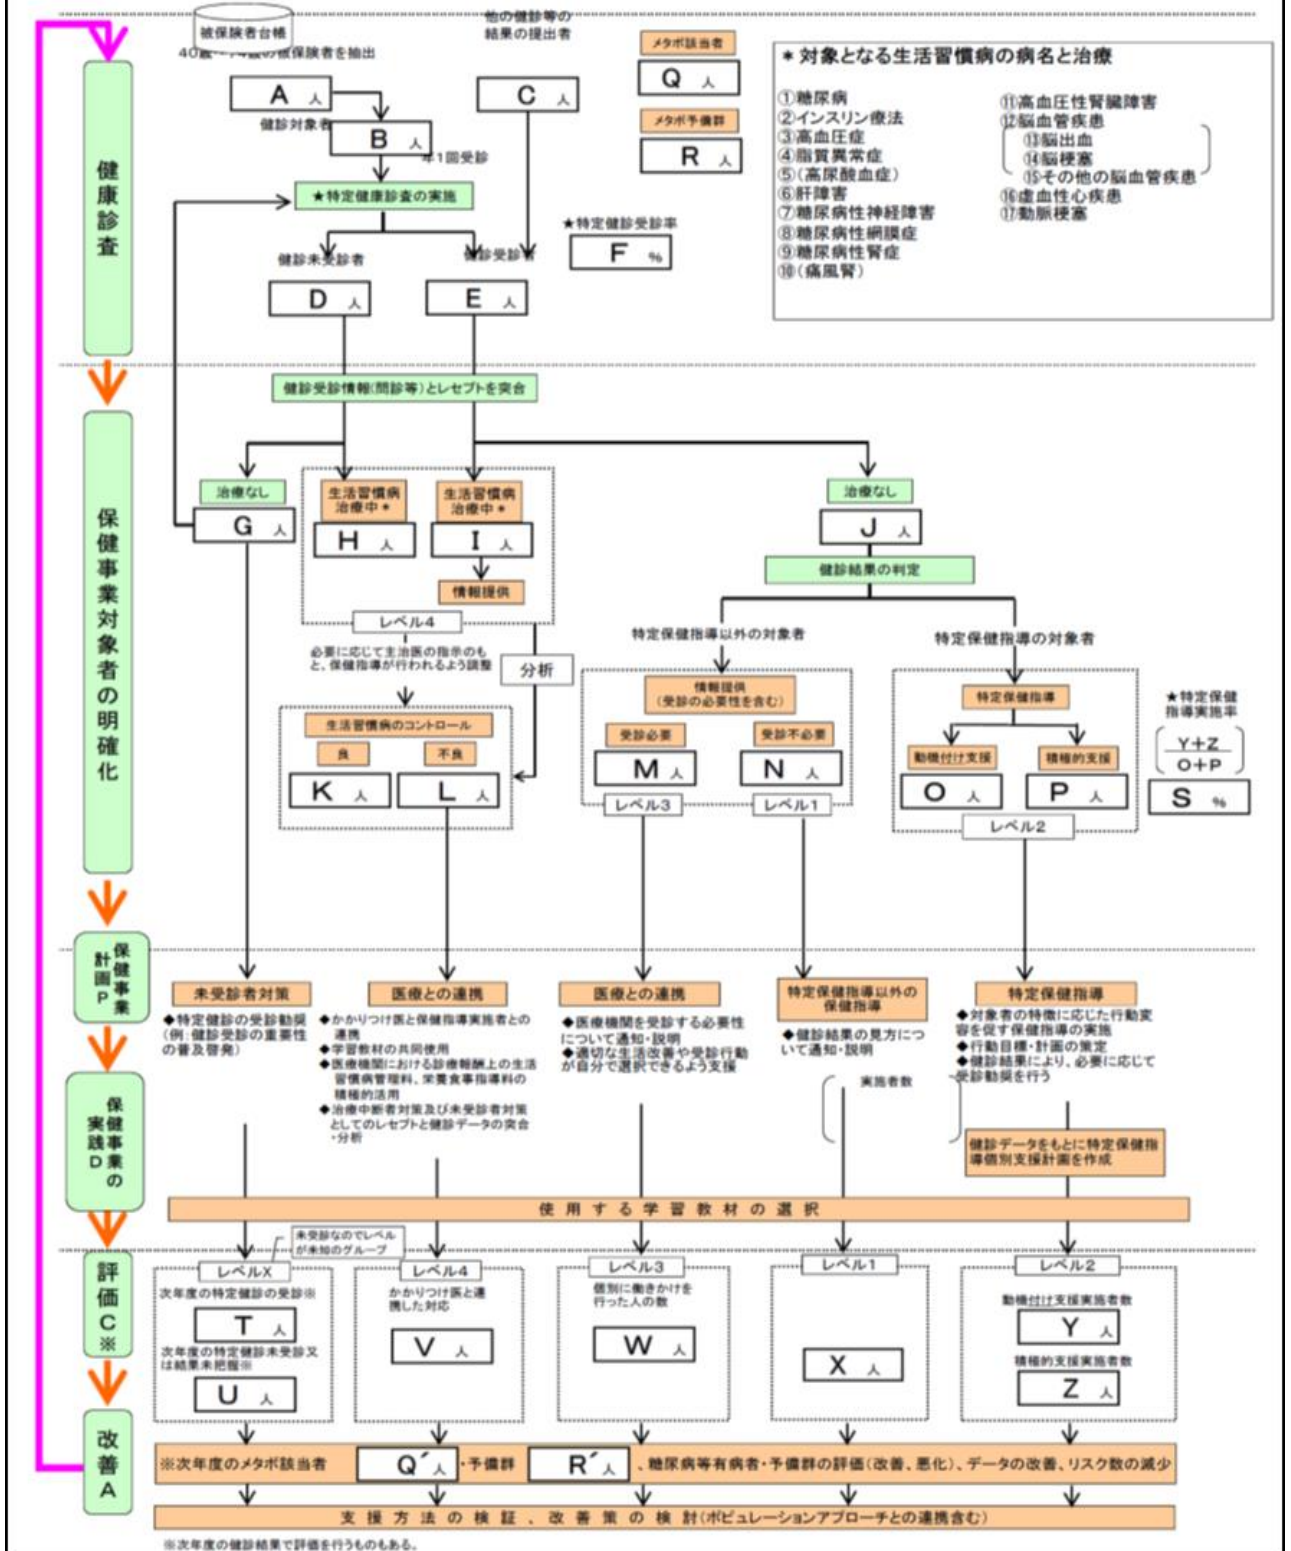 被保険者台帳
40歳～74歳の被保険者を抽出
他の健診等の
結果の提出者
A 人
健診対象者
B 人
年1回受診
C 人
メタボ該当者
Q 人
メタボ予備群
R 人
★特定健康診査の実施
★特定健診受診率
F %
健診未受診者
健診受診者
D 人
E 人
健康診査
＊対象となる生活習慣病の病名と治療
①糖尿病
②インスリン療法
③高血圧症
④脂質異常症
⑤(高尿酸血症)
⑥肝障害
⑦糖尿病性神経障害
⑧糖尿病性網膜症
⑨糖尿病性腎症
⑩(痛風腎)
⑪高血圧性腎臓障害
⑫脳血管疾患
⑬脳出血
⑭脳梗塞
⑮その他の脳血管疾患
⑯虚血性心疾患
⑰動脈梗塞
健診受診情報(問診等)とレセプトを突合
保健事業対象者の明確化
治療なし
G 人
生活習慣病
治療中＊
H 人
生活習慣病
治療中＊
I 人
情報提供
レベル4
必要に応じて主治医の指示のも
と、保健指導が行われるよう調整
分析
生活習慣病のコントロール
良
不良
K 人
L 人
治療なし
J 人
健診結果の判定
特定保健指導以外の対象者
特定保健指導の対象者
情報提供
(受診の必要性を含む)
受診必要
受診不必要
M 人
N 人
レベル3
レベル1
特定保健指導
動機付け支援
積極的支援
O 人
P 人
レベル2
★特定保健
指導実施率
Y+Z
O+P
S %
保健事業
計画P
未受診者対策
◆特定健診の受診勧奨
(例:健診受診の重要性
の普及啓発)
医療との連携
◆かかりつけ医と保健指導実施者との
連携
◆学習教材の共同使用
◆医療機関における診療報酬上の生活
習慣病管理料、栄養食事指導料の
積極的活用
◆治療中断者対策及び未受診者対策
としてのレセプトと健診データの突合
・分析
医療との連携
◆医療機関を受診する必要性
について通知・説明
◆適切な生活改善や受診行動
が自分で選択できるよう支援
特定保健指導以外の
保健指導
◆健診結果の見方につ
いて通知・説明
実施者数
特定保健指導
◆対象者の特徴に応じた行動変
容を促す保健指導の実施
◆行動目標・計画の策定
◆健診結果により、必要に応じて
受診勧奨を行う
健診データをもとに特定保健指
導個別支援計画を作成
保健事業の
実践D
使用する学習教材の選択
未受診なのでレベル
が未知のグループ
評価C※
レベルX
次年度の特定健診の受診※
T 人
次年度の特定健診未受診又
は結果未把握※
U 人
レベル4
かかりつけ医と連
携した対応
V 人
レベル3
個別に働きかけを
行った人の数
W 人
レベル1
X 人
レベル2
動機付け支援実施者数
Y 人
積極的支援実施者数
Z 人
改善A
※次年度のメタボ該当者 Q´人 ・予備群 R´人 、糖尿病等有病者・予備群の評価(改善、悪化)、データの改善、リスク数の減少
支援方法の検証、改善策の検討(ポピュレーションアプローチとの連携含む)
※次年度の健診結果で評価を行うものもある。